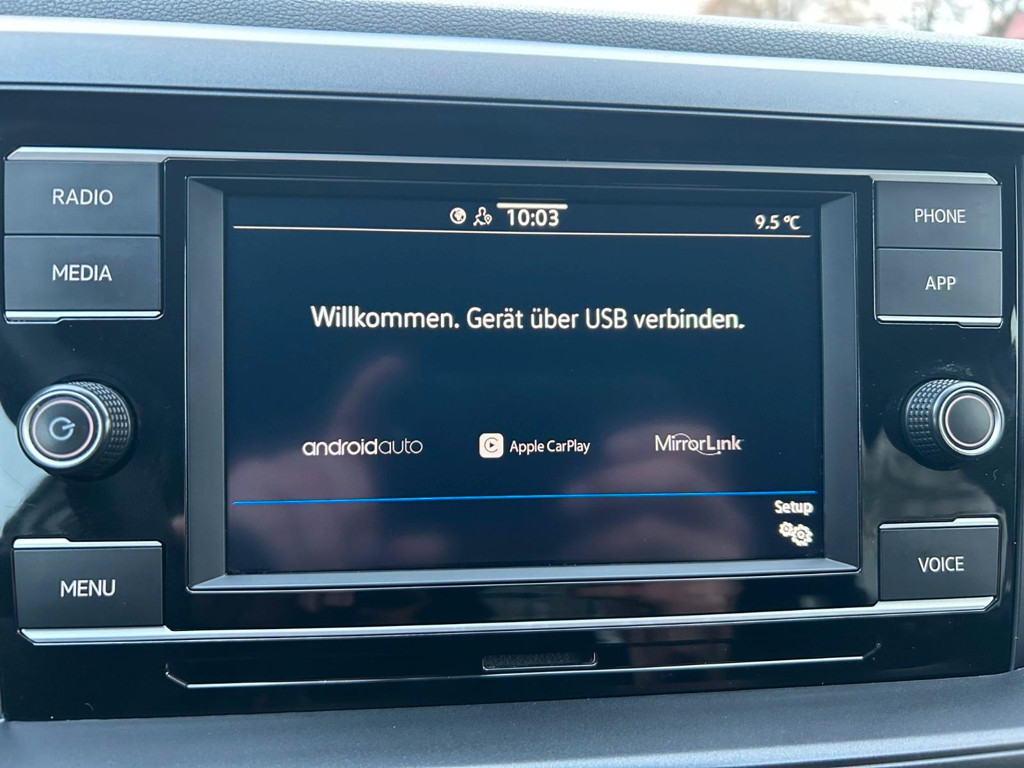 RADIO
MEDIA
10:03
9.5 °C
PHONE
APP
Willkommen. Gerät über USB verbinden.
androidauto
Apple CarPlay
MirrorLink
Setup
MENU
VOICE